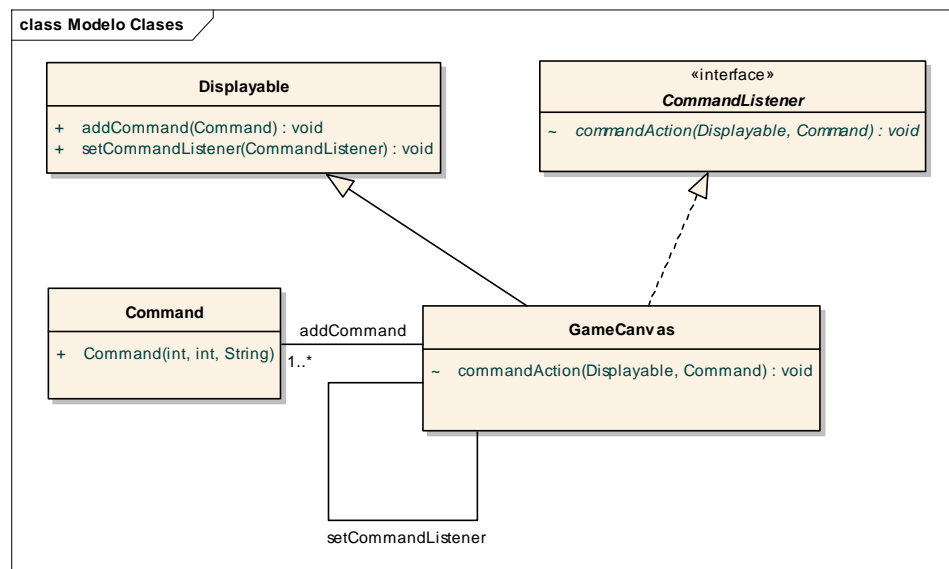 class Modelo Clases
Displayable
+ addCommand(Command) : void
+ setCommandListener(CommandListener) : void
«interface»
CommandListener
~ commandAction(Displayable, Command) : void
Command
+ Command(int, int, String)
addCommand
1..*
GameCanvas
~ commandAction(Displayable, Command) : void
setCommandListener